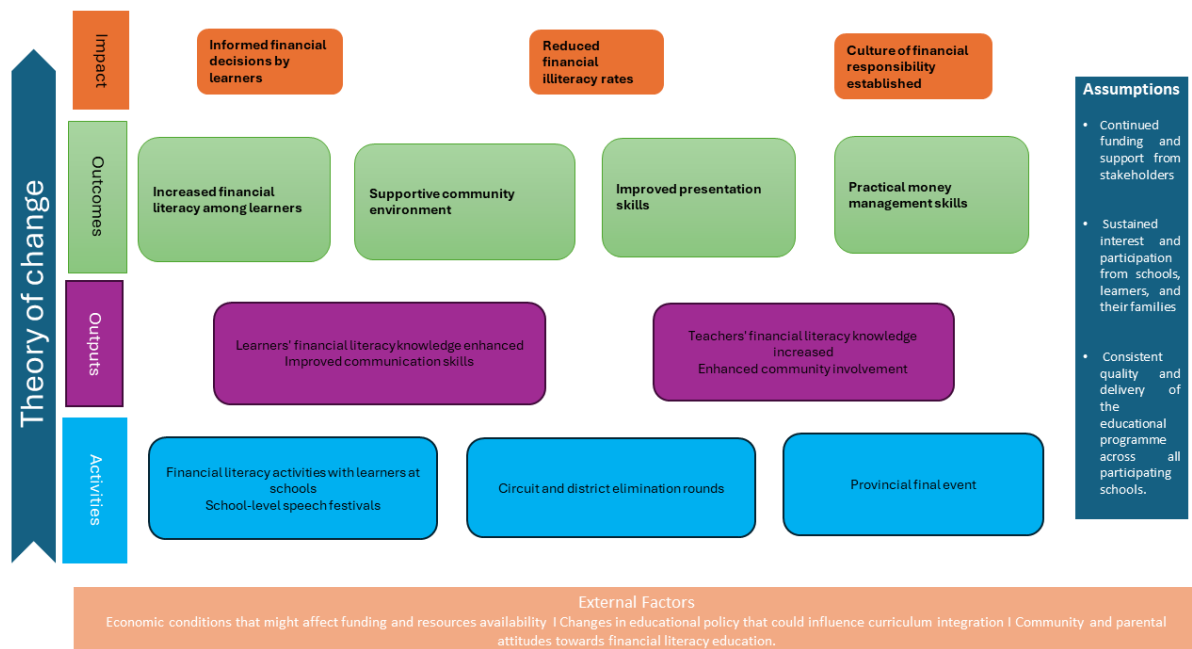 Theory of change
Impact
Informed financial
decisions by
learners
Reduced
financial
illiteracy rates
Culture of financial
responsibility
established
Outcomes
Increased financial
literacy among learners
Supportive community
environment
Improved presentation
skills
Practical money
management skills
Outputs
Learners' financial literacy knowledge enhanced
Improved communication skills
Teachers' financial literacy knowledge
increased
Enhanced community involvement
Activities
Financial literacy activities with learners at
schools
School-level speech festivals
Circuit and district elimination rounds
Provincial final event
Assumptions
• Continued
funding and
support from
stakeholders
• Sustained
interest and
participation
from schools,
learners, and
their families
• Consistent
quality and
delivery of
the
educational
programme
across all
participating
schools.
External Factors
Economic conditions that might affect funding and resources availability I Changes in educational policy that could influence curriculum integration I Community and parental
attitudes towards financial literacy education.